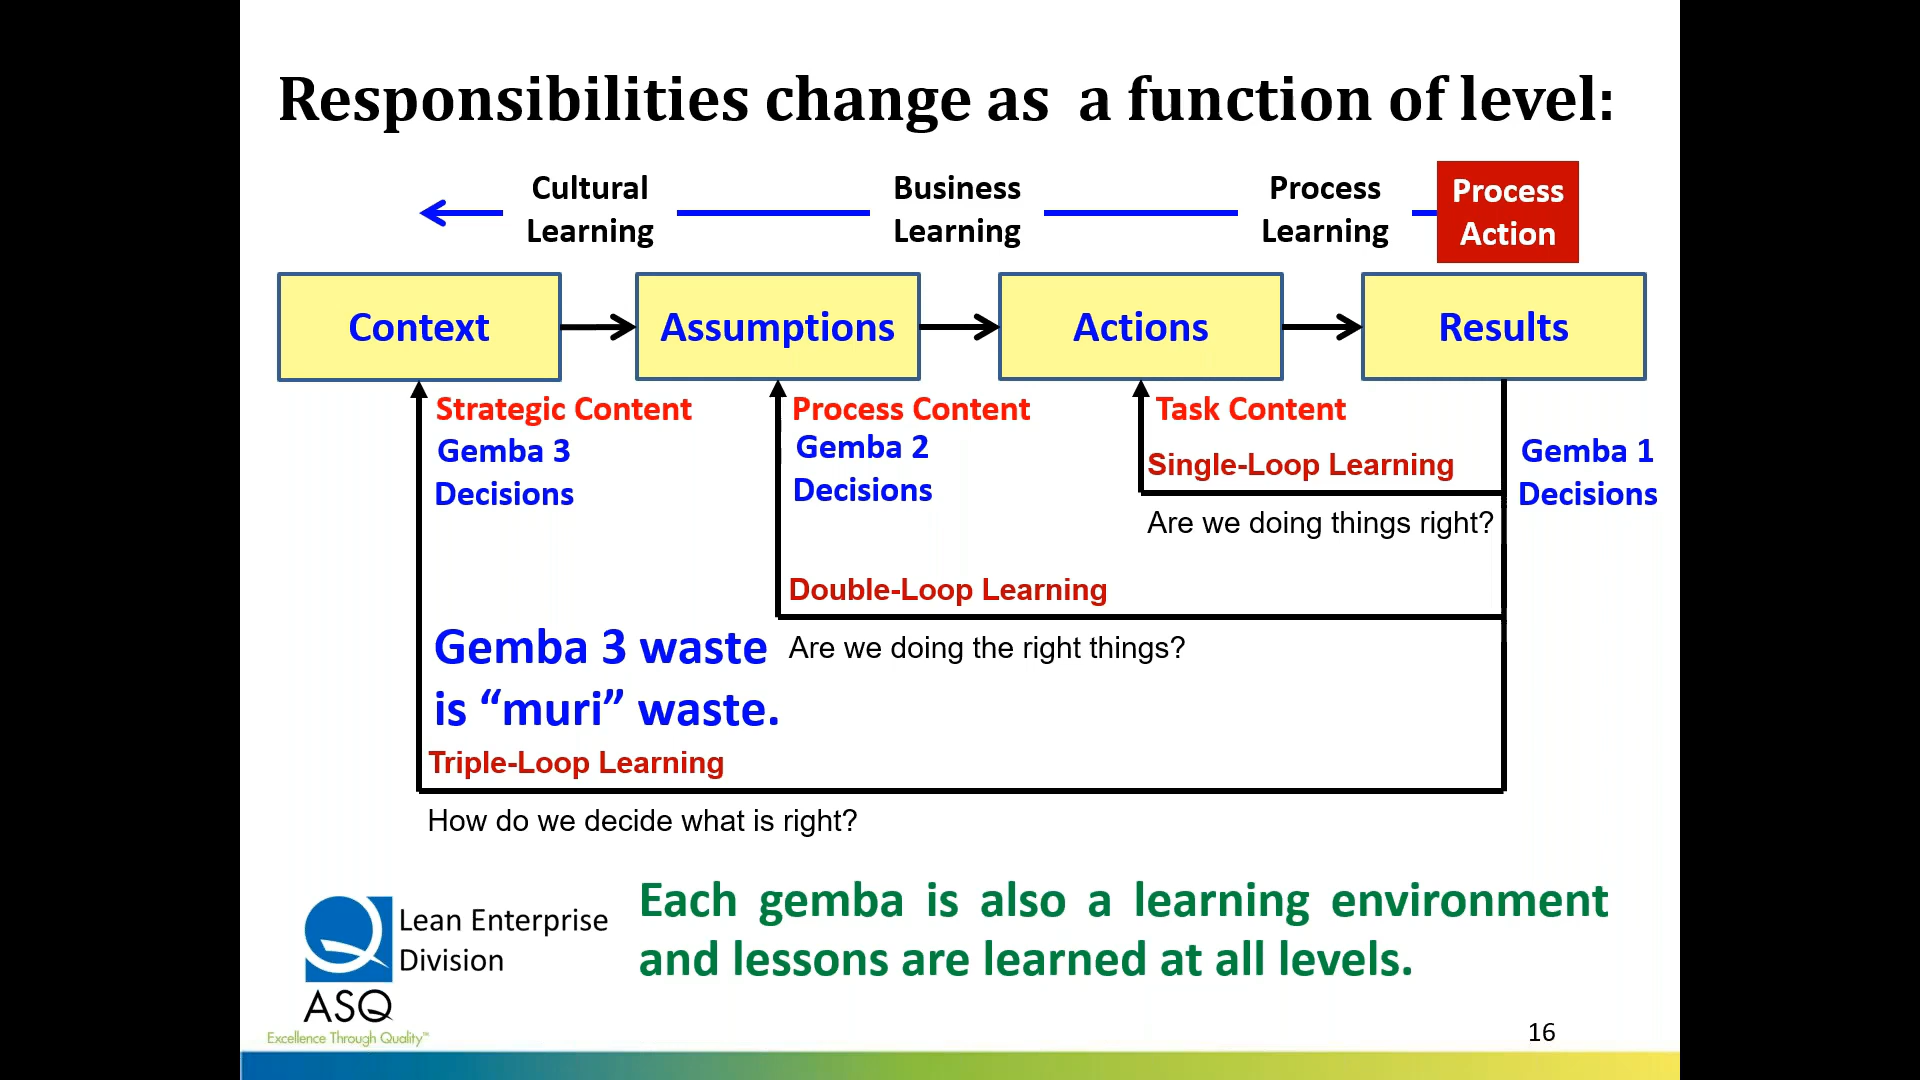 Responsibilities change as a function of level:
Cultural
Learning
Business
Learning
Process
Learning
Process
Action
Context
Assumptions
Actions
Results
Strategic Content
Gemba 3
Decisions
Process Content
Gemba 2
Decisions
Task Content
Single-Loop Learning
Gemba 1
Decisions
Are we doing things right?
Double-Loop Learning
Are we doing the right things?
Gemba 3 waste
is “muri” waste.
Triple-Loop Learning
How do we decide what is right?
Lean Enterprise
Division
ASQ
Excellence Through Quality™
Each gemba is also a learning environment
and lessons are learned at all levels.
16